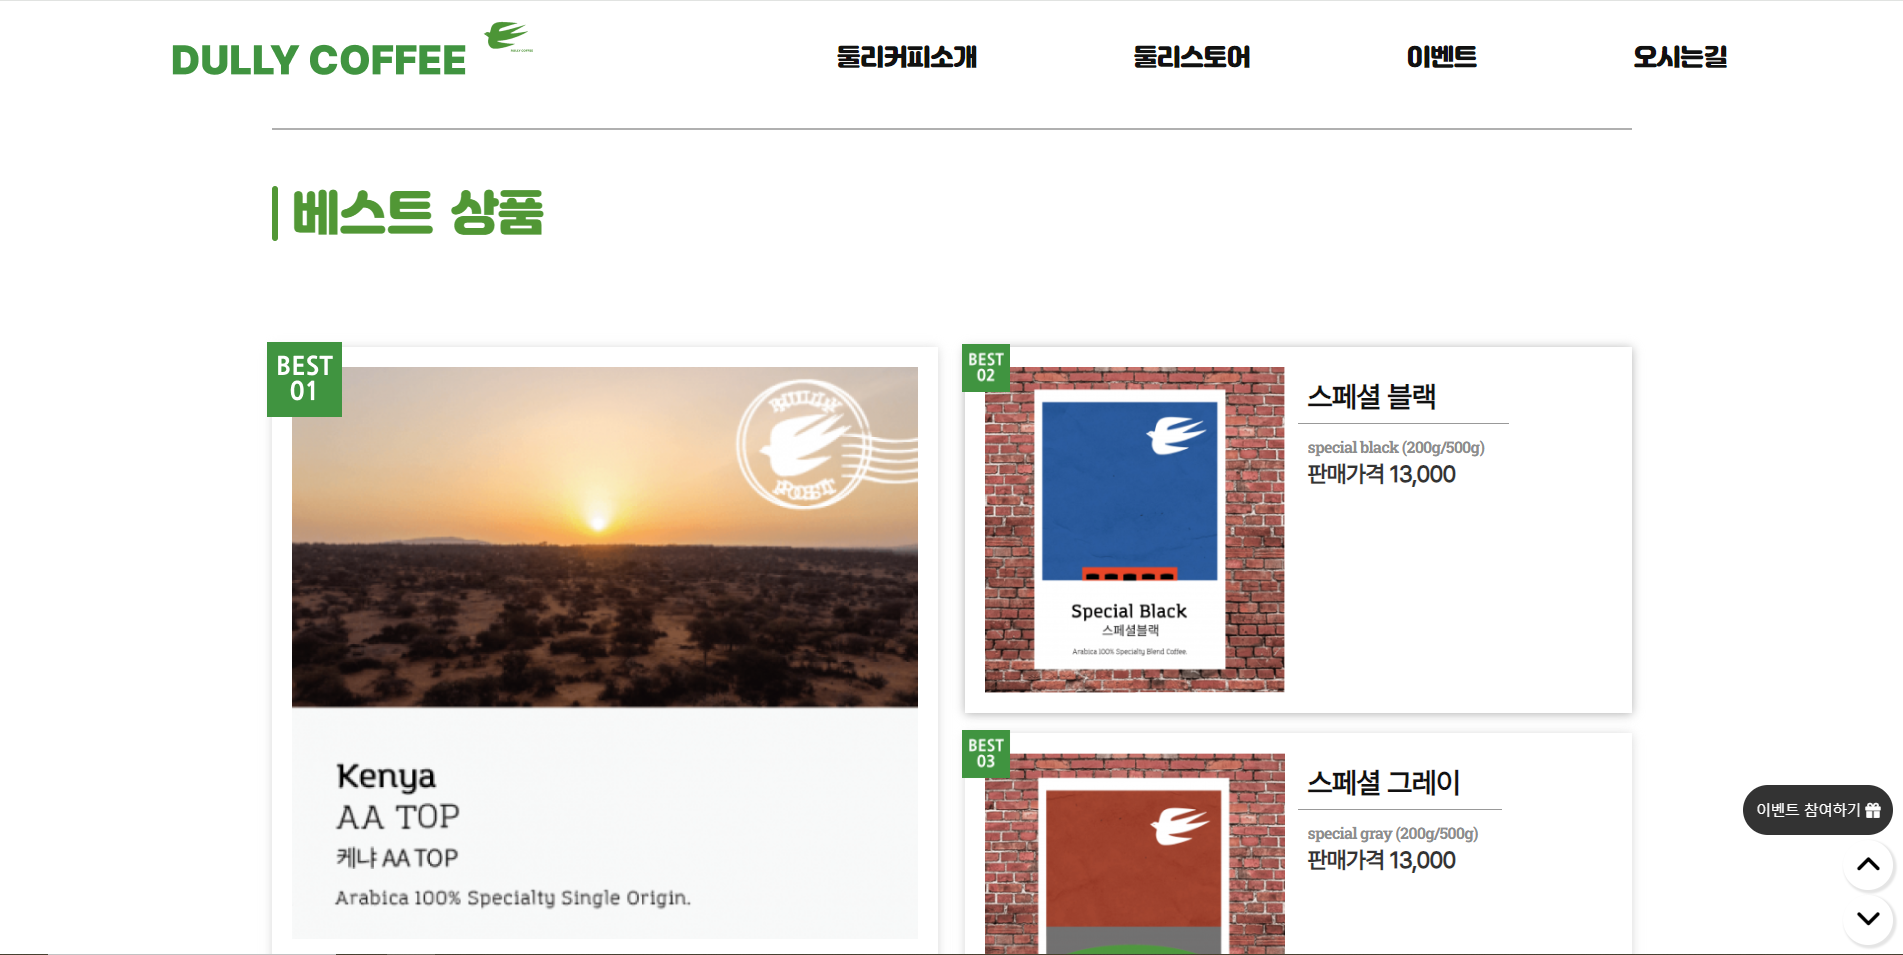 DULLY COFFEE
둘리커피소개
둘리스토어
이벤트
오시는길
베스트 상품
BEST
01
Kenya
AA TOP
케냐 AA TOP
Arabica 100% Specialty Single Origin.
BEST
02
Special Black
스페셜블랙
Arabica 100% Specialty Blend Coffee.
스페셜 블랙
special black (200g/500g)
판매가격 13,000
BEST
03
스페셜 그레이
special gray (200g/500g)
판매가격 13,000
이벤트 참여하기